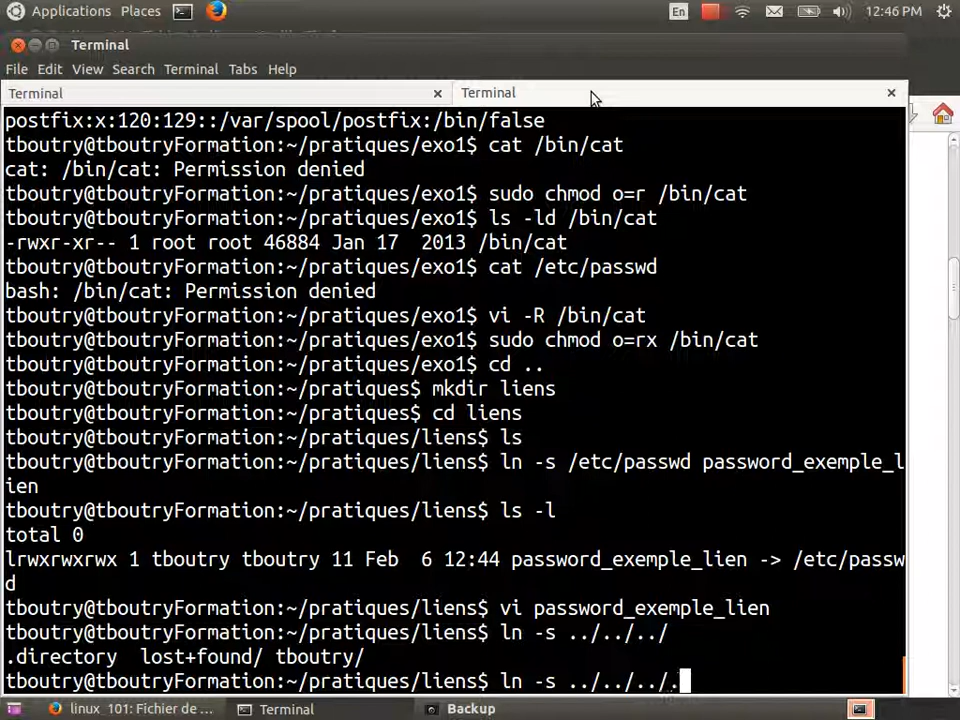 Applications Places En 12:46 PM
Terminal
File Edit View Search Terminal Tabs Help
Terminal Terminal
postfix:x:120:129::/var/spool/postfix:/bin/false
tboutry@tboutryFormation:~/pratiques/exo1$ cat /bin/cat
cat: /bin/cat: Permission denied
tboutry@tboutryFormation:~/pratiques/exo1$ sudo chmod o=r /bin/cat
tboutry@tboutryFormation:~/pratiques/exo1$ ls -ld /bin/cat
-rwxr-xr-- 1 root root 46884 Jan 17  2013 /bin/cat
tboutry@tboutryFormation:~/pratiques/exo1$ cat /etc/passwd
bash: /bin/cat: Permission denied
tboutry@tboutryFormation:~/pratiques/exo1$ vi -R /bin/cat
tboutry@tboutryFormation:~/pratiques/exo1$ sudo chmod o=rx /bin/cat
tboutry@tboutryFormation:~/pratiques/exo1$ cd ..
tboutry@tboutryFormation:~/pratiques$ mkdir liens
tboutry@tboutryFormation:~/pratiques$ cd liens
tboutry@tboutryFormation:~/pratiques/liens$ ls
tboutry@tboutryFormation:~/pratiques/liens$ ln -s /etc/passwd password_exemple_l
ien
tboutry@tboutryFormation:~/pratiques/liens$ ls -l
total 0
lrwxrwxrwx 1 tboutry tboutry 11 Feb  6 12:44 password_exemple_lien -> /etc/passw
d
tboutry@tboutryFormation:~/pratiques/liens$ vi password_exemple_lien
tboutry@tboutryFormation:~/pratiques/liens$ ln -s ../../../
.directory  lost+found/ tboutry/
tboutry@tboutryFormation:~/pratiques/liens$ ln -s ../../../.
linux_101: Fichier de ... Terminal Backup